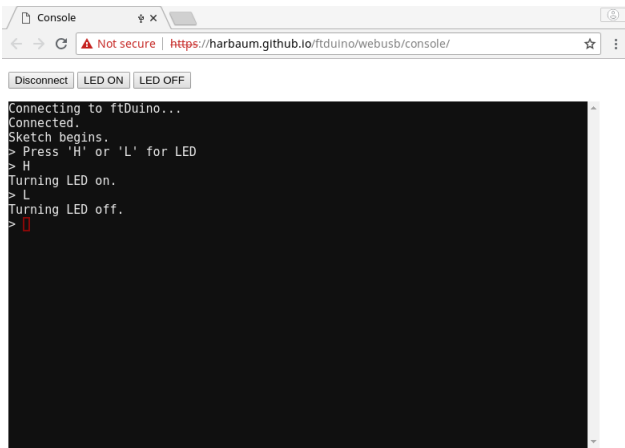 Console
Not secure | https://harbaum.github.io/ftduino/webusb/console/
Disconnect LED ON LED OFF
Connecting to ftDuino...
Connected.
Sketch begins.
> Press 'H' or 'L' for LED
> H
Turning LED on.
> L
Turning LED off.
>